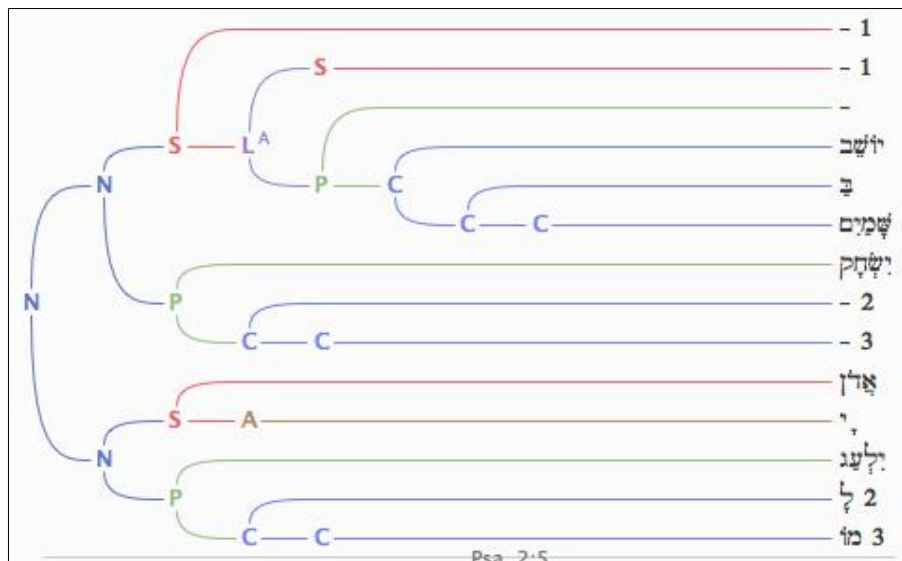 - 1
S - 1
-
S L A יוֹשֵׁב
N P C בַּ
C C שָּׁמַיִם
יִשְׂחָק
N P - 2
C C - 3
אֲדֹן
S A ָי
N יִלְעַג
P 2 לָ
C C 3 מוֹ
Psa 2:5